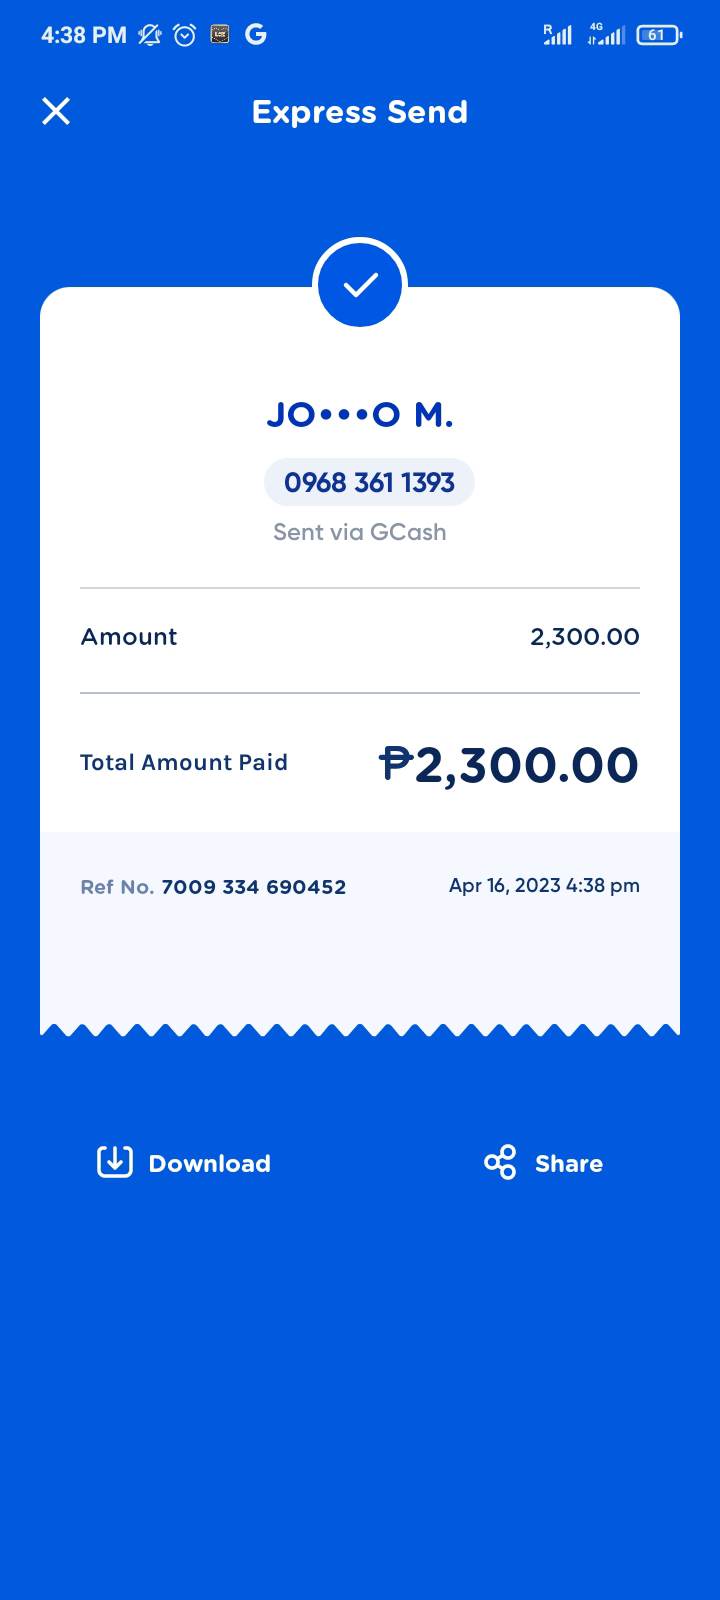 4:38 PM G R 4G 61
Express Send
JO•••O M.
0968 361 1393
Sent via GCash
Amount 2,300.00
Total Amount Paid ₱2,300.00
Ref No. 7009 334 690452 Apr 16, 2023 4:38 pm
Download Share